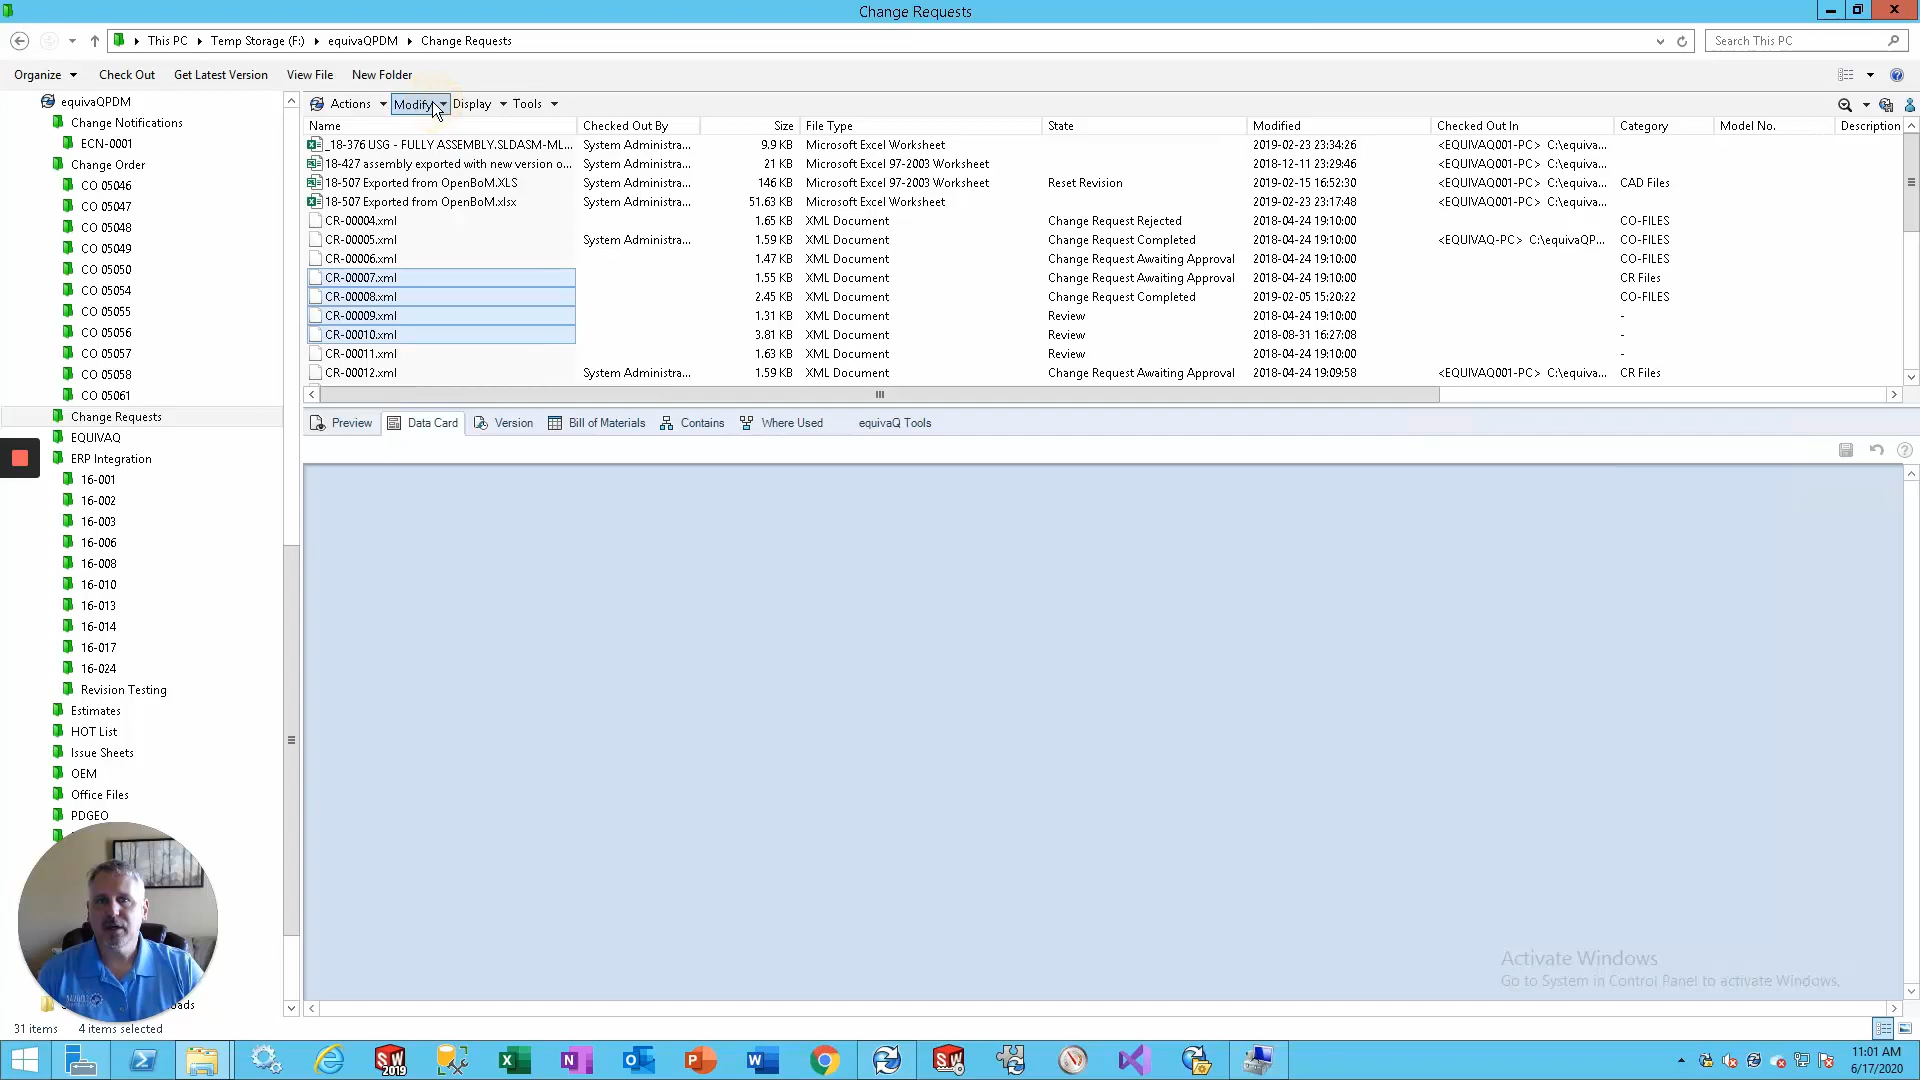 Change Requests
This PC Temp Storage (F:) equivaQPDM Change Requests Search This PC
Organize Check Out Get Latest Version View File New Folder
equivaQPDM
Change Notifications
ECN-0001
Change Order
CO 05046
CO 05047
CO 05048
CO 05049
CO 05050
CO 05054
CO 05055
CO 05056
CO 05057
CO 05058
CO 05061
Change Requests
EQUIVAQ
ERP Integration
16-001
16-002
16-003
16-006
16-008
16-010
16-013
16-014
16-017
16-024
Revision Testing
Estimates
HOT List
Issue Sheets
OEM
Office Files
PDGEO
Actions Modify Display Tools
Name Checked Out By Size File Type State Modified Checked Out In Category Model No. Description
_18-376 USG - FULLY ASSEMBLY.SLDASM-ML... System Administra... 9.9 KB Microsoft Excel Worksheet 2019-02-23 23:34:26 <EQUIVAQ001-PC> C:\equiva...
18-427 assembly exported with new version o... System Administra... 21 KB Microsoft Excel 97-2003 Worksheet 2018-12-11 23:29:46 <EQUIVAQ001-PC> C:\equiva...
18-507 Exported from OpenBoM.XLS System Administra... 146 KB Microsoft Excel 97-2003 Worksheet Reset Revision 2019-02-15 16:52:30 <EQUIVAQ001-PC> C:\equiva... CAD Files
18-507 Exported from OpenBoM.xlsx System Administra... 51.63 KB Microsoft Excel Worksheet 2019-02-23 23:17:48 <EQUIVAQ001-PC> C:\equiva...
CR-00004.xml 1.65 KB XML Document Change Request Rejected 2018-04-24 19:10:00 CO-FILES
CR-00005.xml System Administra... 1.59 KB XML Document Change Request Completed 2018-04-24 19:10:00 <EQUIVAQ-PC> C:\equivaQP... CO-FILES
CR-00006.xml 1.47 KB XML Document Change Request Awaiting Approval 2018-04-24 19:10:00 CO-FILES
CR-00007.xml 1.55 KB XML Document Change Request Awaiting Approval 2018-04-24 19:10:00 CR Files
CR-00008.xml 2.45 KB XML Document Change Request Completed 2019-02-05 15:20:22 CO-FILES
CR-00009.xml 1.31 KB XML Document Review 2018-04-24 19:10:00 -
CR-00010.xml 3.81 KB XML Document Review 2018-08-31 16:27:08 -
CR-00011.xml 1.63 KB XML Document Review 2018-04-24 19:10:00 -
CR-00012.xml System Administra... 1.59 KB XML Document Change Request Awaiting Approval 2018-04-24 19:09:58 <EQUIVAQ001-PC> C:\equiva... CR Files
Preview Data Card Version Bill of Materials Contains Where Used equivaQ Tools
Activate Windows
Go to System in Control Panel to activate Windows.
31 items 4 items selected
SW 2019
11:01 AM
6/17/2020